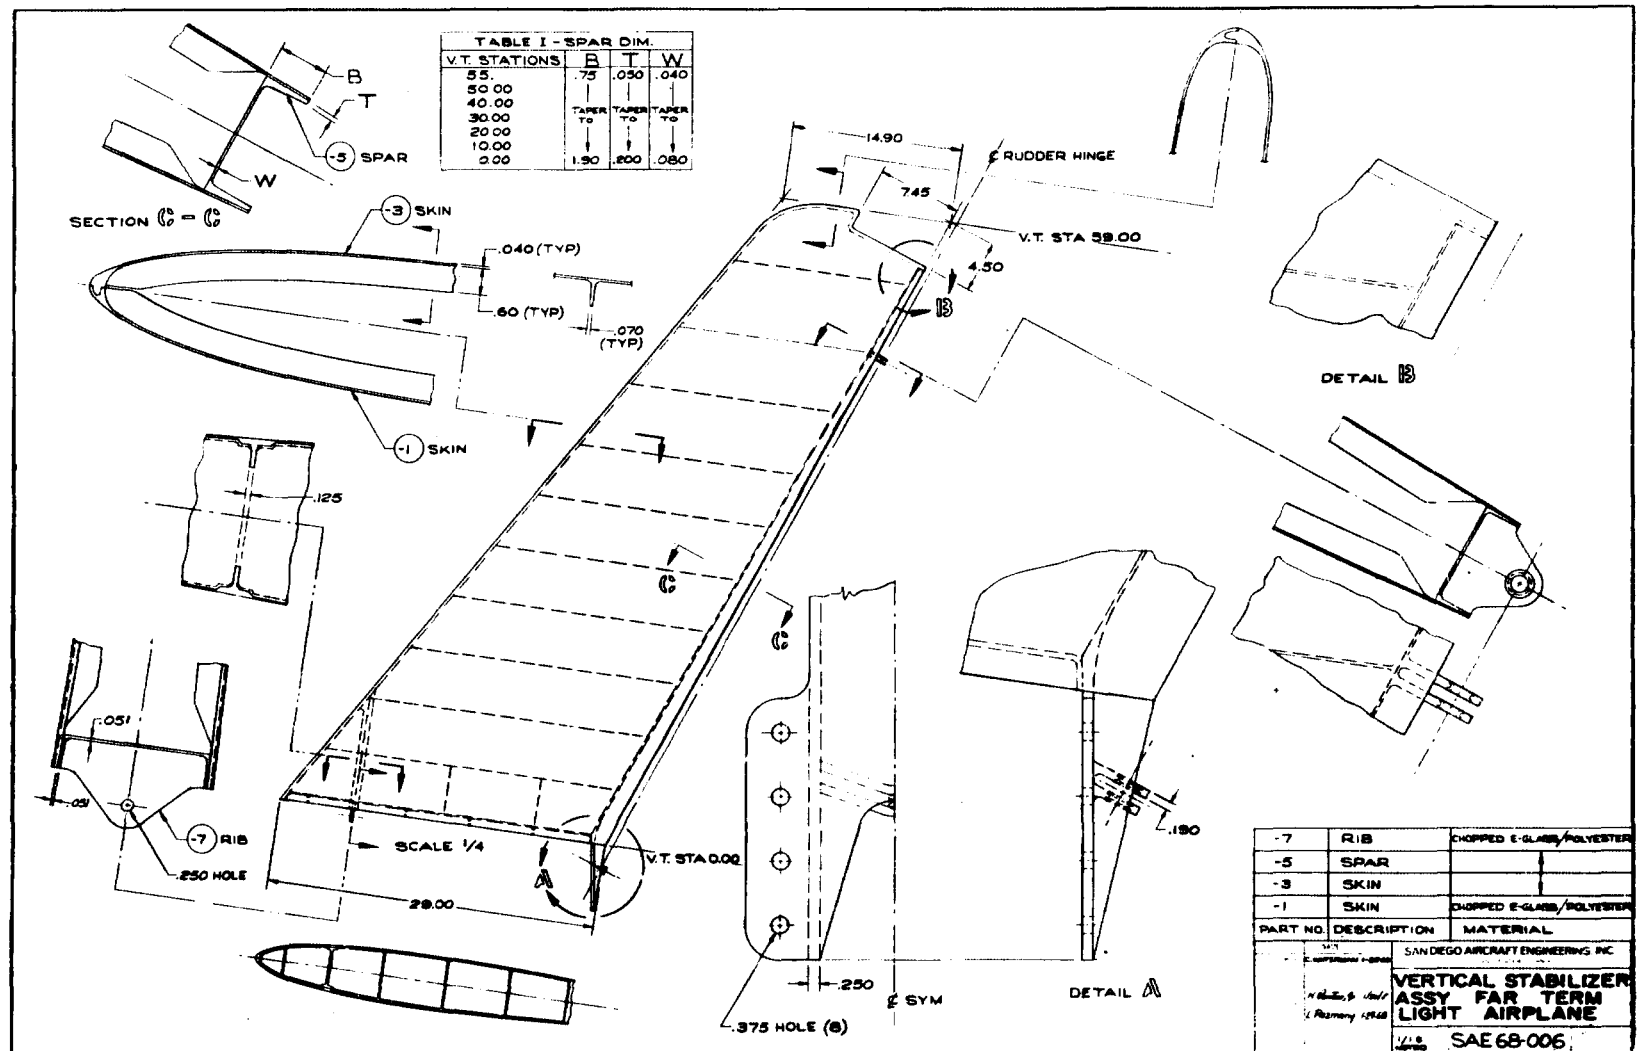 TABLE I - SPAR DIM.
V.T. STATIONS B T W
55. .75 .050 .040
50.00
40.00
30.00 TAPER TO TAPER TO TAPER TO
20.00
10.00
0.00 1.90 .200 .080
B
T
-5 SPAR
W
SECTION C - C
-3 SKIN
.040 (TYP)
.60 (TYP)
.070
(TYP)
-1 SKIN
14.90
℄ RUDDER HINGE
7.45
V.T. STA 59.00
4.50
B
DETAIL B
.125
C
C
.051
.051
-7 RIB
.250 HOLE
SCALE 1/4
V.T. STA 0.00
A
29.00
.250
℄ SYM
.375 HOLE (8)
.190
DETAIL A
-7 RIB CHOPPED E-GLASS/POLYESTER
-5 SPAR
-3 SKIN
-1 SKIN CHOPPED E-GLASS/POLYESTER
PART NO. DESCRIPTION MATERIAL
SAN DIEGO AIRCRAFT ENGINEERING, INC
VERTICAL STABILIZER
ASSY FAR TERM
LIGHT AIRPLANE
SAE 68-006